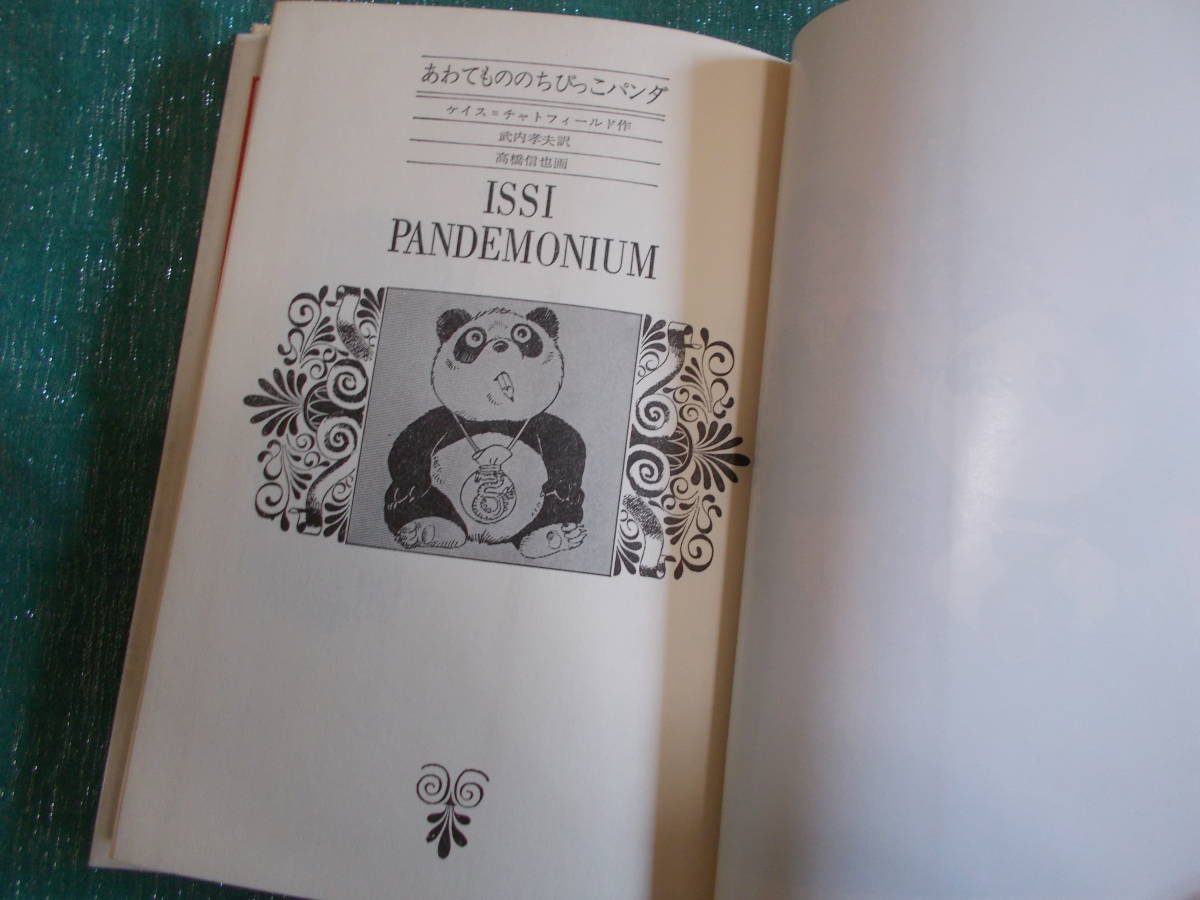 あわてもののちびっこパンダ
ケイス=チャトフィールド作
武内孝夫訳
高橋信也画
ISSI
PANDEMONIUM